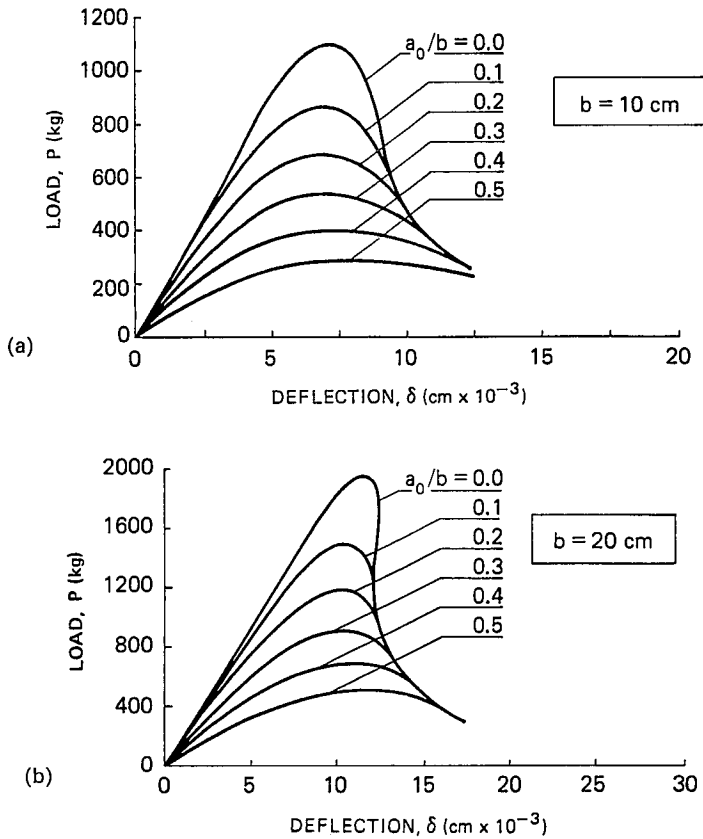 1200
1000
800
600
400
200
0
LOAD, P (kg)
a₀/b = 0.0
0.1
0.2
0.3
0.4
0.5
b = 10 cm
(a)
0 5 10 15 20
DEFLECTION, δ (cm x 10⁻³)
2000
1600
1200
800
400
0
LOAD, P (kg)
a₀/b = 0.0
0.1
0.2
0.3
0.4
0.5
b = 20 cm
(b)
0 5 10 15 20 25 30
DEFLECTION, δ (cm x 10⁻³)